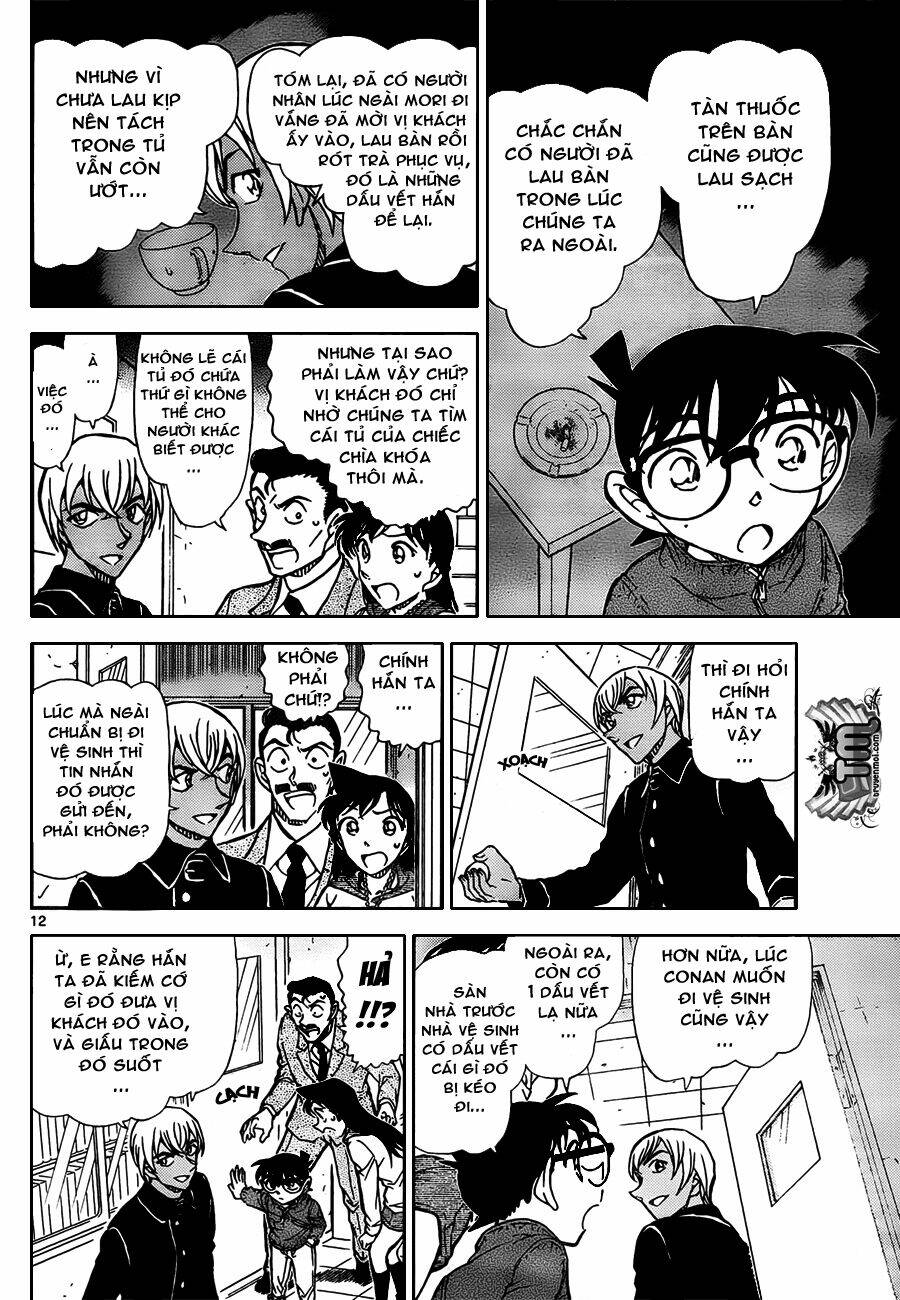 TÀN THUỐC
TRÊN BÀN
CŨNG ĐƯỢC
LAU SẠCH
...
CHẮC CHẮN
CÓ NGƯỜI ĐÃ
LAU BÀN
TRONG LÚC
CHÚNG TA
RA NGOÀI.
TÓM LẠI, ĐÃ CÓ NGƯỜI
NHÂN LÚC NGÀI MORI ĐI
VẮNG ĐÃ MỜI VỊ KHÁCH
ẤY VÀO, LAU BÀN RỒI
RÓT TRÀ PHỤC VỤ,
ĐÓ LÀ NHỮNG
DẤU VẾT HẮN
ĐỂ LẠI.
NHƯNG VÌ
CHƯA LAU KỊP
NÊN TÁCH
TRONG TỦ
VẪN CÒN
ƯỚT...
NHƯNG TẠI SAO
PHẢI LÀM VẬY CHỨ?
VỊ KHÁCH ĐÓ CHỈ
NHỜ CHÚNG TA TÌM
CÁI TỦ CỦA CHIẾC
CHÌA KHÓA
THÔI MÀ.
KHÔNG LẼ CÁI
TỦ ĐÓ CHỨA
THỨ GÌ KHÔNG
THỂ CHO
NGƯỜI KHÁC
BIẾT ĐƯỢC
...
À
...
VIỆC
ĐÓ
...
THÌ ĐI HỎI
CHÍNH
HẮN TA
VẬY
...
XOẠCH
CHÍNH
HẮN TA
...
KHÔNG
PHẢI
CHỨ!?
LÚC MÀ NGÀI
CHUẨN BỊ ĐI
VỆ SINH THÌ
TIN NHẮN
ĐÓ ĐƯỢC
GỬI ĐẾN,
PHẢI KHÔNG?
TM
truyenmoi.com
12
HƠN NỮA, LÚC
CONAN MUỐN
ĐI VỆ SINH
CŨNG VẬY
...
NGOÀI RA,
CÒN CÓ
1 DẤU VẾT
LẠ NỮA
...
SÀN
NHÀ TRƯỚC
NHÀ VỆ SINH
CÓ DẤU VẾT
CÁI GÌ ĐÓ
BỊ KÉO
ĐI...
HẢ
!!?
Ừ, E RẰNG HẮN
TA ĐÃ KIẾM CỚ
GÌ ĐÓ ĐƯA VỊ
KHÁCH ĐÓ VÀO,
VÀ GIẤU TRONG
ĐÓ SUỐT
...
CẠCH